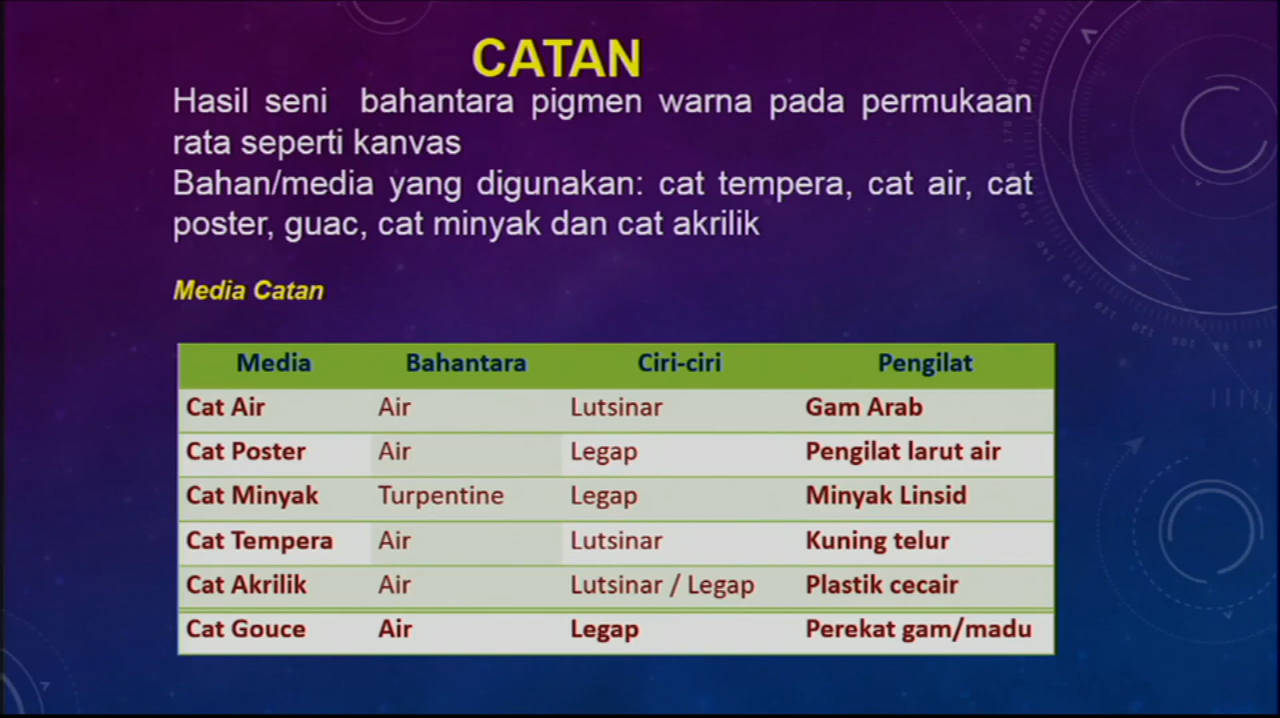 CATAN
Hasil seni bahantara pigmen warna pada permukaan
rata seperti kanvas
Bahan/media yang digunakan: cat tempera, cat air, cat
poster, guac, cat minyak dan cat akrilik
Media Catan
Media Bahantara Ciri-ciri Pengilat
Cat Air Air Lutsinar Gam Arab
Cat Poster Air Legap Pengilat larut air
Cat Minyak Turpentine Legap Minyak Linsid
Cat Tempera Air Lutsinar Kuning telur
Cat Akrilik Air Lutsinar / Legap Plastik cecair
Cat Gouce Air Legap Perekat gam/madu